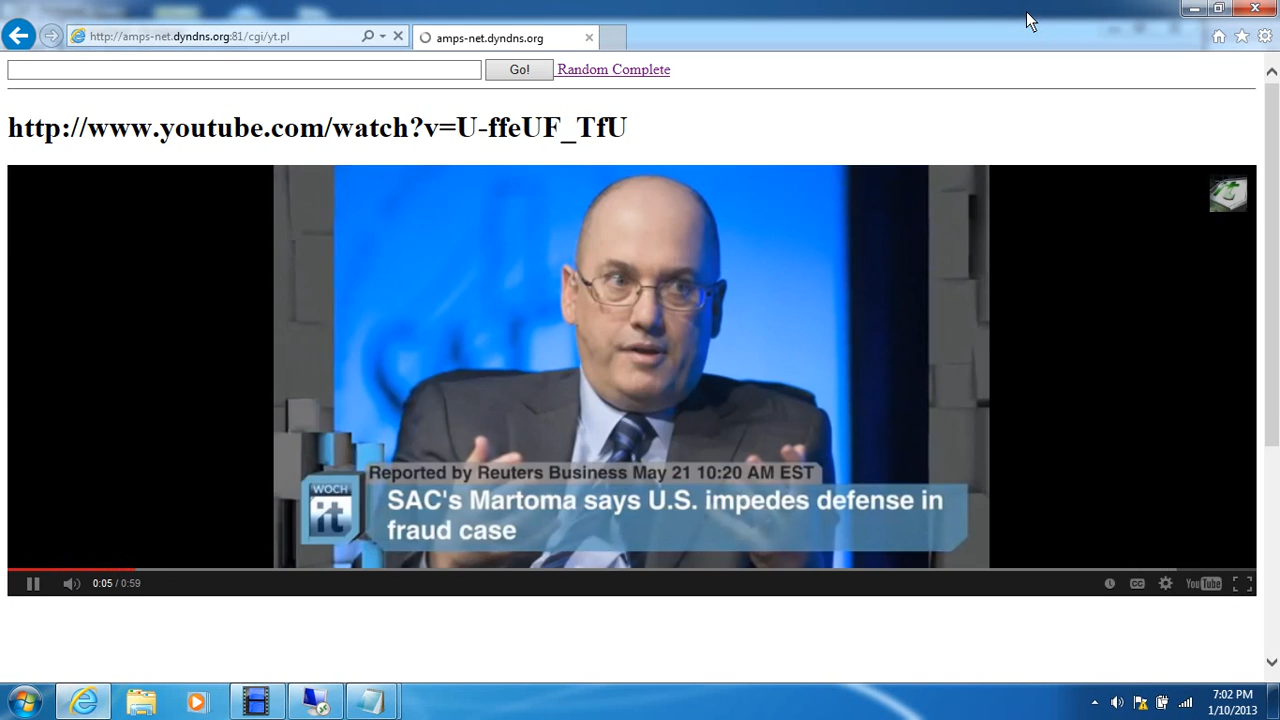 http://amps-net.dyndns.org:81/cgi/yt.pl
amps-net.dyndns.org
Go!
Random Complete
http://www.youtube.com/watch?v=U-ffeUF_TfU
Reported by Reuters Business May 21 10:20 AM EST
WOCH
it
SAC's Martoma says U.S. impedes defense in
fraud case
0:05 / 0:59
CC
YouTube
7:02 PM
1/10/2013